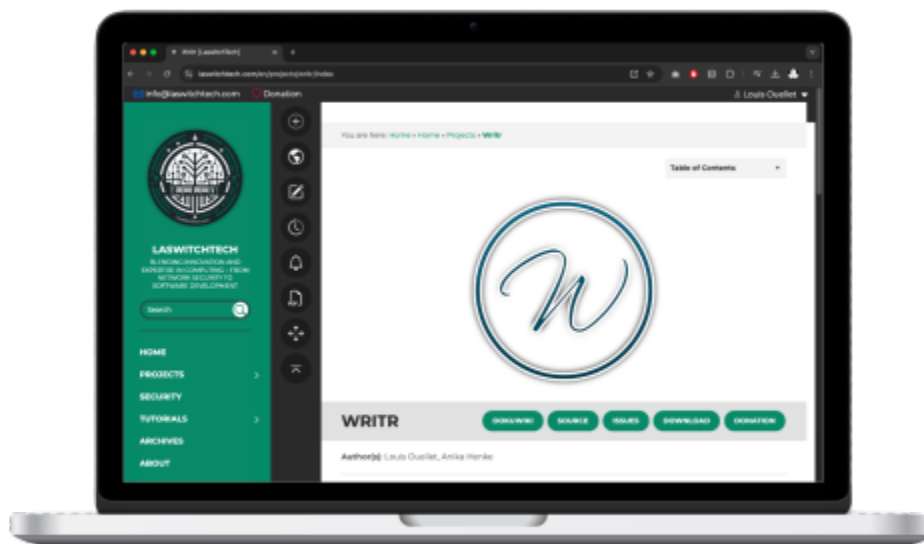 Writr [LaswitchTech]
laswitchtech.com/en/projects/writr/index
info@laswitchtech.com
Donation
Louis Ouellet
You are here: Home » Home » Projects » Writr
Table of Contents
LASWITCHTECH
BLENDING INNOVATION AND
EXPERTISE IN COMPUTING - FROM
NETWORK SECURITY TO
SOFTWARE DEVELOPMENT
Search
HOME
PROJECTS
SECURITY
TUTORIALS
ARCHIVES
ABOUT
W
WRITR
DOKUWIKI
SOURCE
ISSUES
DOWNLOAD
DONATION
Author(s): Louis Ouellet, Anika Henke